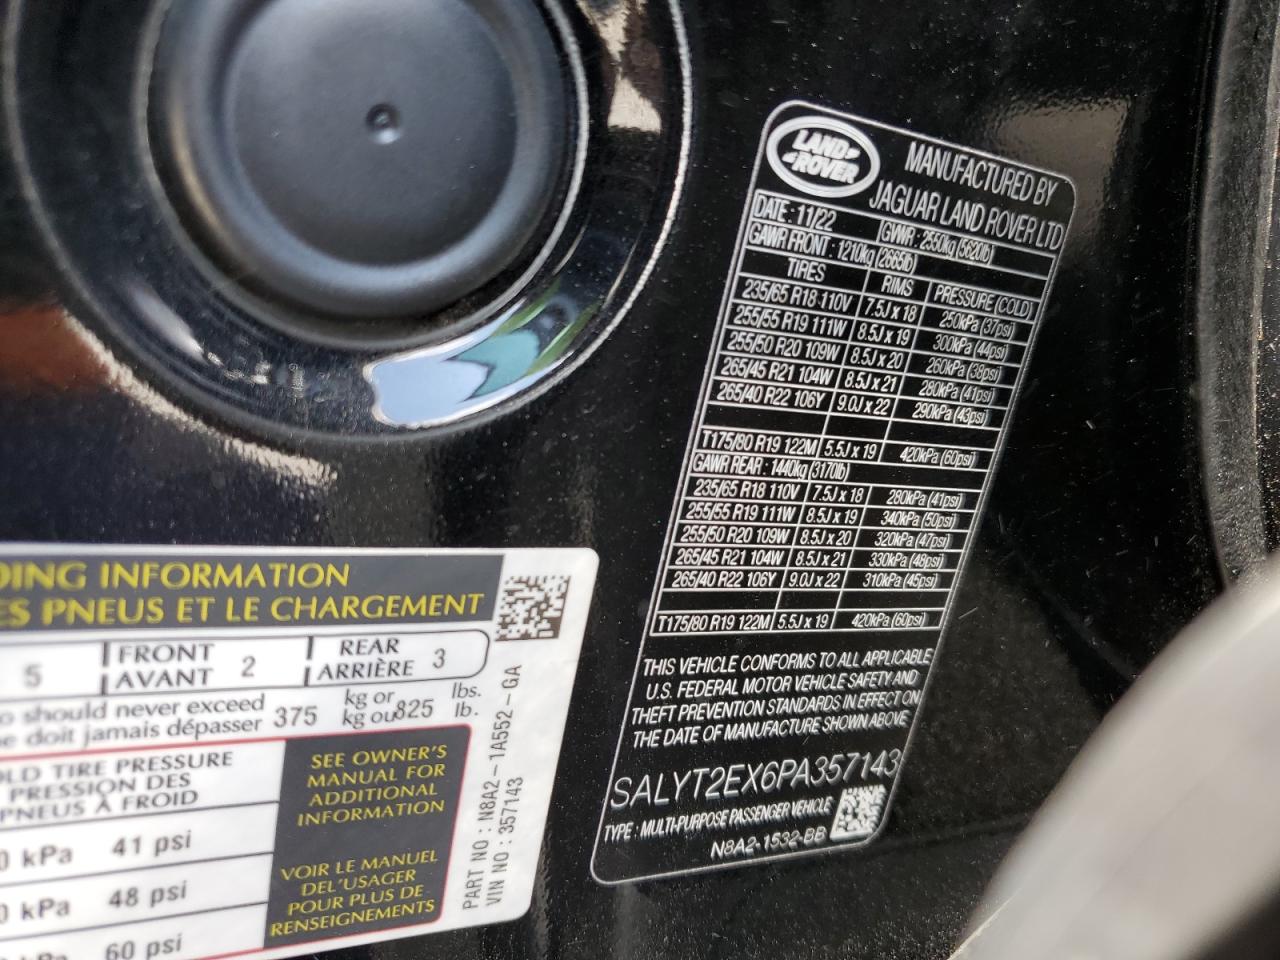 LAND ROVER
MANUFACTURED BY
JAGUAR LAND ROVER LTD
DATE : 11/22 GWR : 2550kg (5620lb)
GAWR FRONT : 1210kg (2665lb)
TIRES RIMS PRESSURE (COLD)
235/65 R18 110V 7.5J x 18 250kPa (37psi)
255/55 R19 111W 8.5J x 19 300kPa (44psi)
255/50 R20 109W 8.5J x 20 260kPa (38psi)
265/45 R21 104W 8.5J x 21 280kPa (41psi)
265/40 R22 106Y 9.0J x 22 290kPa (43psi)
T175/80 R19 122M 5.5J x 19 420kPa (60psi)
GAWR REAR : 1440kg (3170lb)
235/65 R18 110V 7.5J x 18 280kPa (41psi)
255/55 R19 111W 8.5J x 19 340kPa (50psi)
255/50 R20 109W 8.5J x 20 320kPa (47psi)
265/45 R21 104W 8.5J x 21 330kPa (48psi)
265/40 R22 106Y 9.0J x 22 310kPa (45psi)
T175/80 R19 122M 5.5J x 19 420kPa (60psi)
THIS VEHICLE CONFORMS TO ALL APPLICABLE
U.S. FEDERAL MOTOR VEHICLE SAFETY AND
THEFT PREVENTION STANDARDS IN EFFECT ON
THE DATE OF MANUFACTURE SHOWN ABOVE
SALYT2EX6PA357143
TYPE : MULTI-PURPOSE PASSENGER VEHICLE
N8A2-1532-BB
DING INFORMATION
ES PNEUS ET LE CHARGEMENT
5 FRONT AVANT 2 REAR ARRIÈRE 3
o should never exceed 375 kg or 825 lbs.
e doit jamais dépasser kg ou lb.
OLD TIRE PRESSURE
PRESSION DES
PNEUS À FROID
0 kPa 41 psi
0 kPa 48 psi
kPa 60 psi
SEE OWNER'S
MANUAL FOR
ADDITIONAL
INFORMATION
VOIR LE MANUEL
DEL'USAGER
POUR PLUS DE
RENSEIGNEMENTS
PART NO : N8A2-1A552-GA
VIN NO : 357143